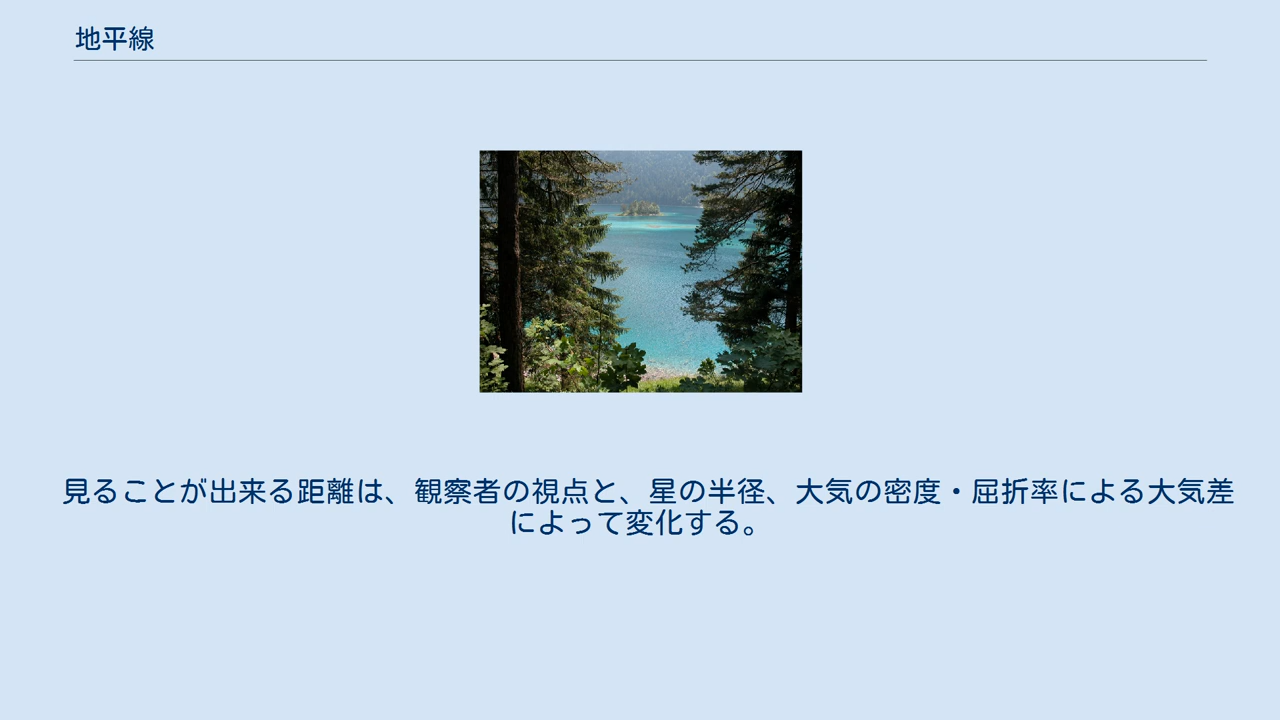 地平線
見ることが出来る距離は、観察者の視点と、星の半径、大気の密度・屈折率による大気差
によって変化する。